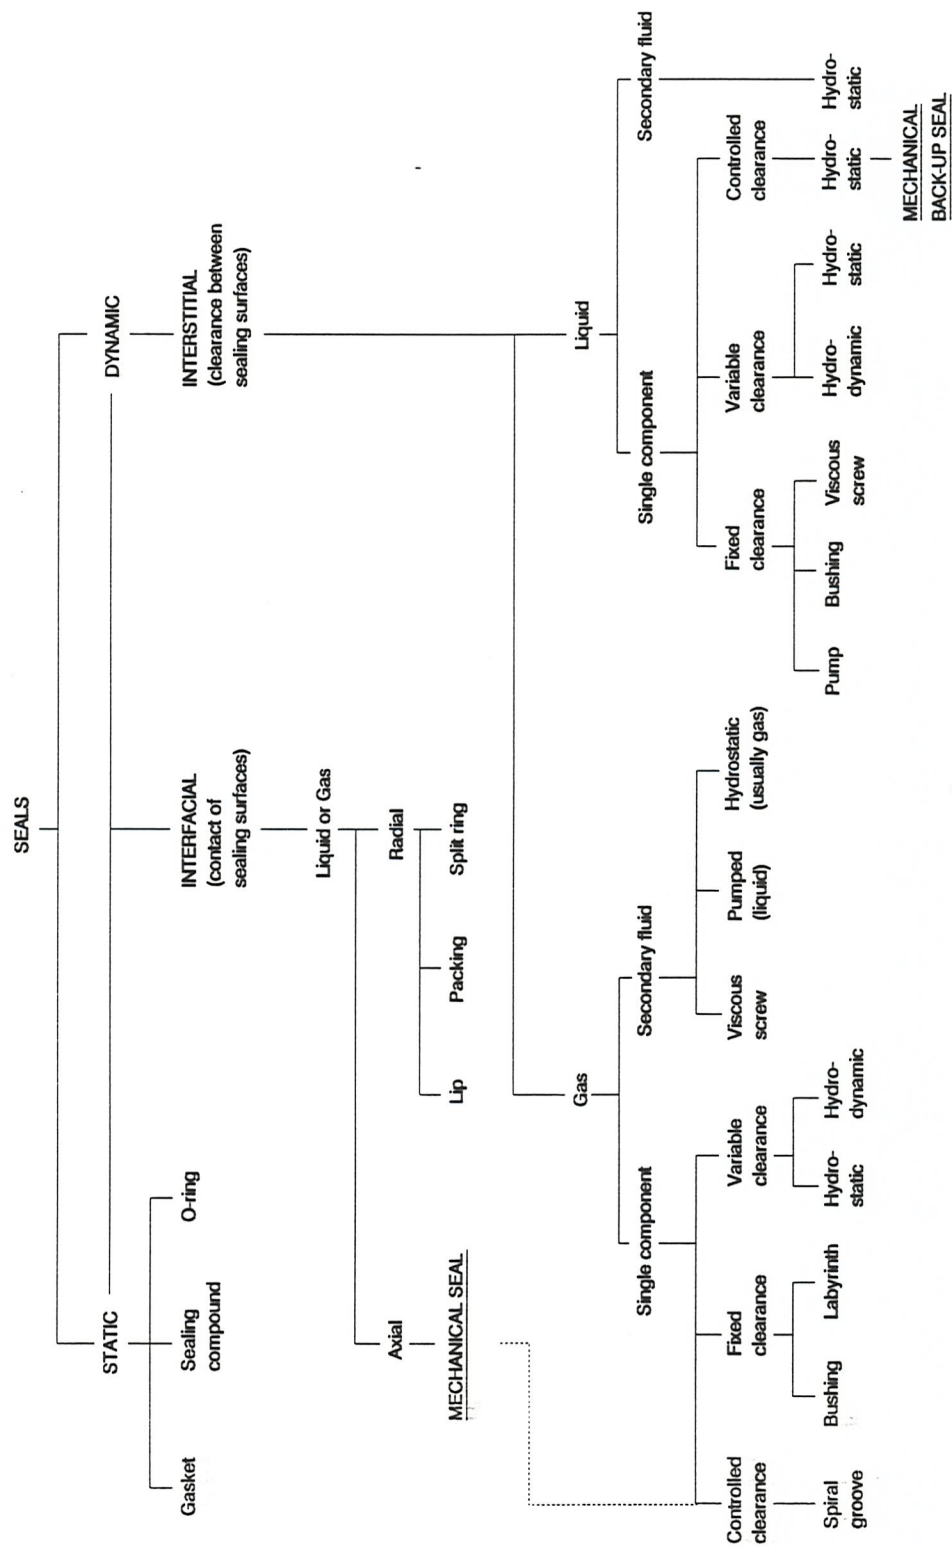 SEALS
STATIC
DYNAMIC
Gasket
Sealing
compound
O-ring
INTERFACIAL
(contact of
sealing surfaces)
INTERSTITIAL
(clearance between
sealing surfaces)
Liquid or Gas
Axial
Radial
MECHANICAL SEAL
Lip
Packing
Split ring
Gas
Liquid
Single component
Secondary fluid
Single component
Secondary fluid
Controlled
clearance
Fixed
clearance
Variable
clearance
Viscous
screw
Pumped
(liquid)
Hydrostatic
(usually gas)
Fixed
clearance
Variable
clearance
Controlled
clearance
Spiral
groove
Bushing
Labyrinth
Hydro-
static
Hydro-
dynamic
Pump
Bushing
Viscous
screw
Hydro-
dynamic
Hydro-
static
Hydro-
static
Hydro-
static
MECHANICAL
BACK-UP SEAL